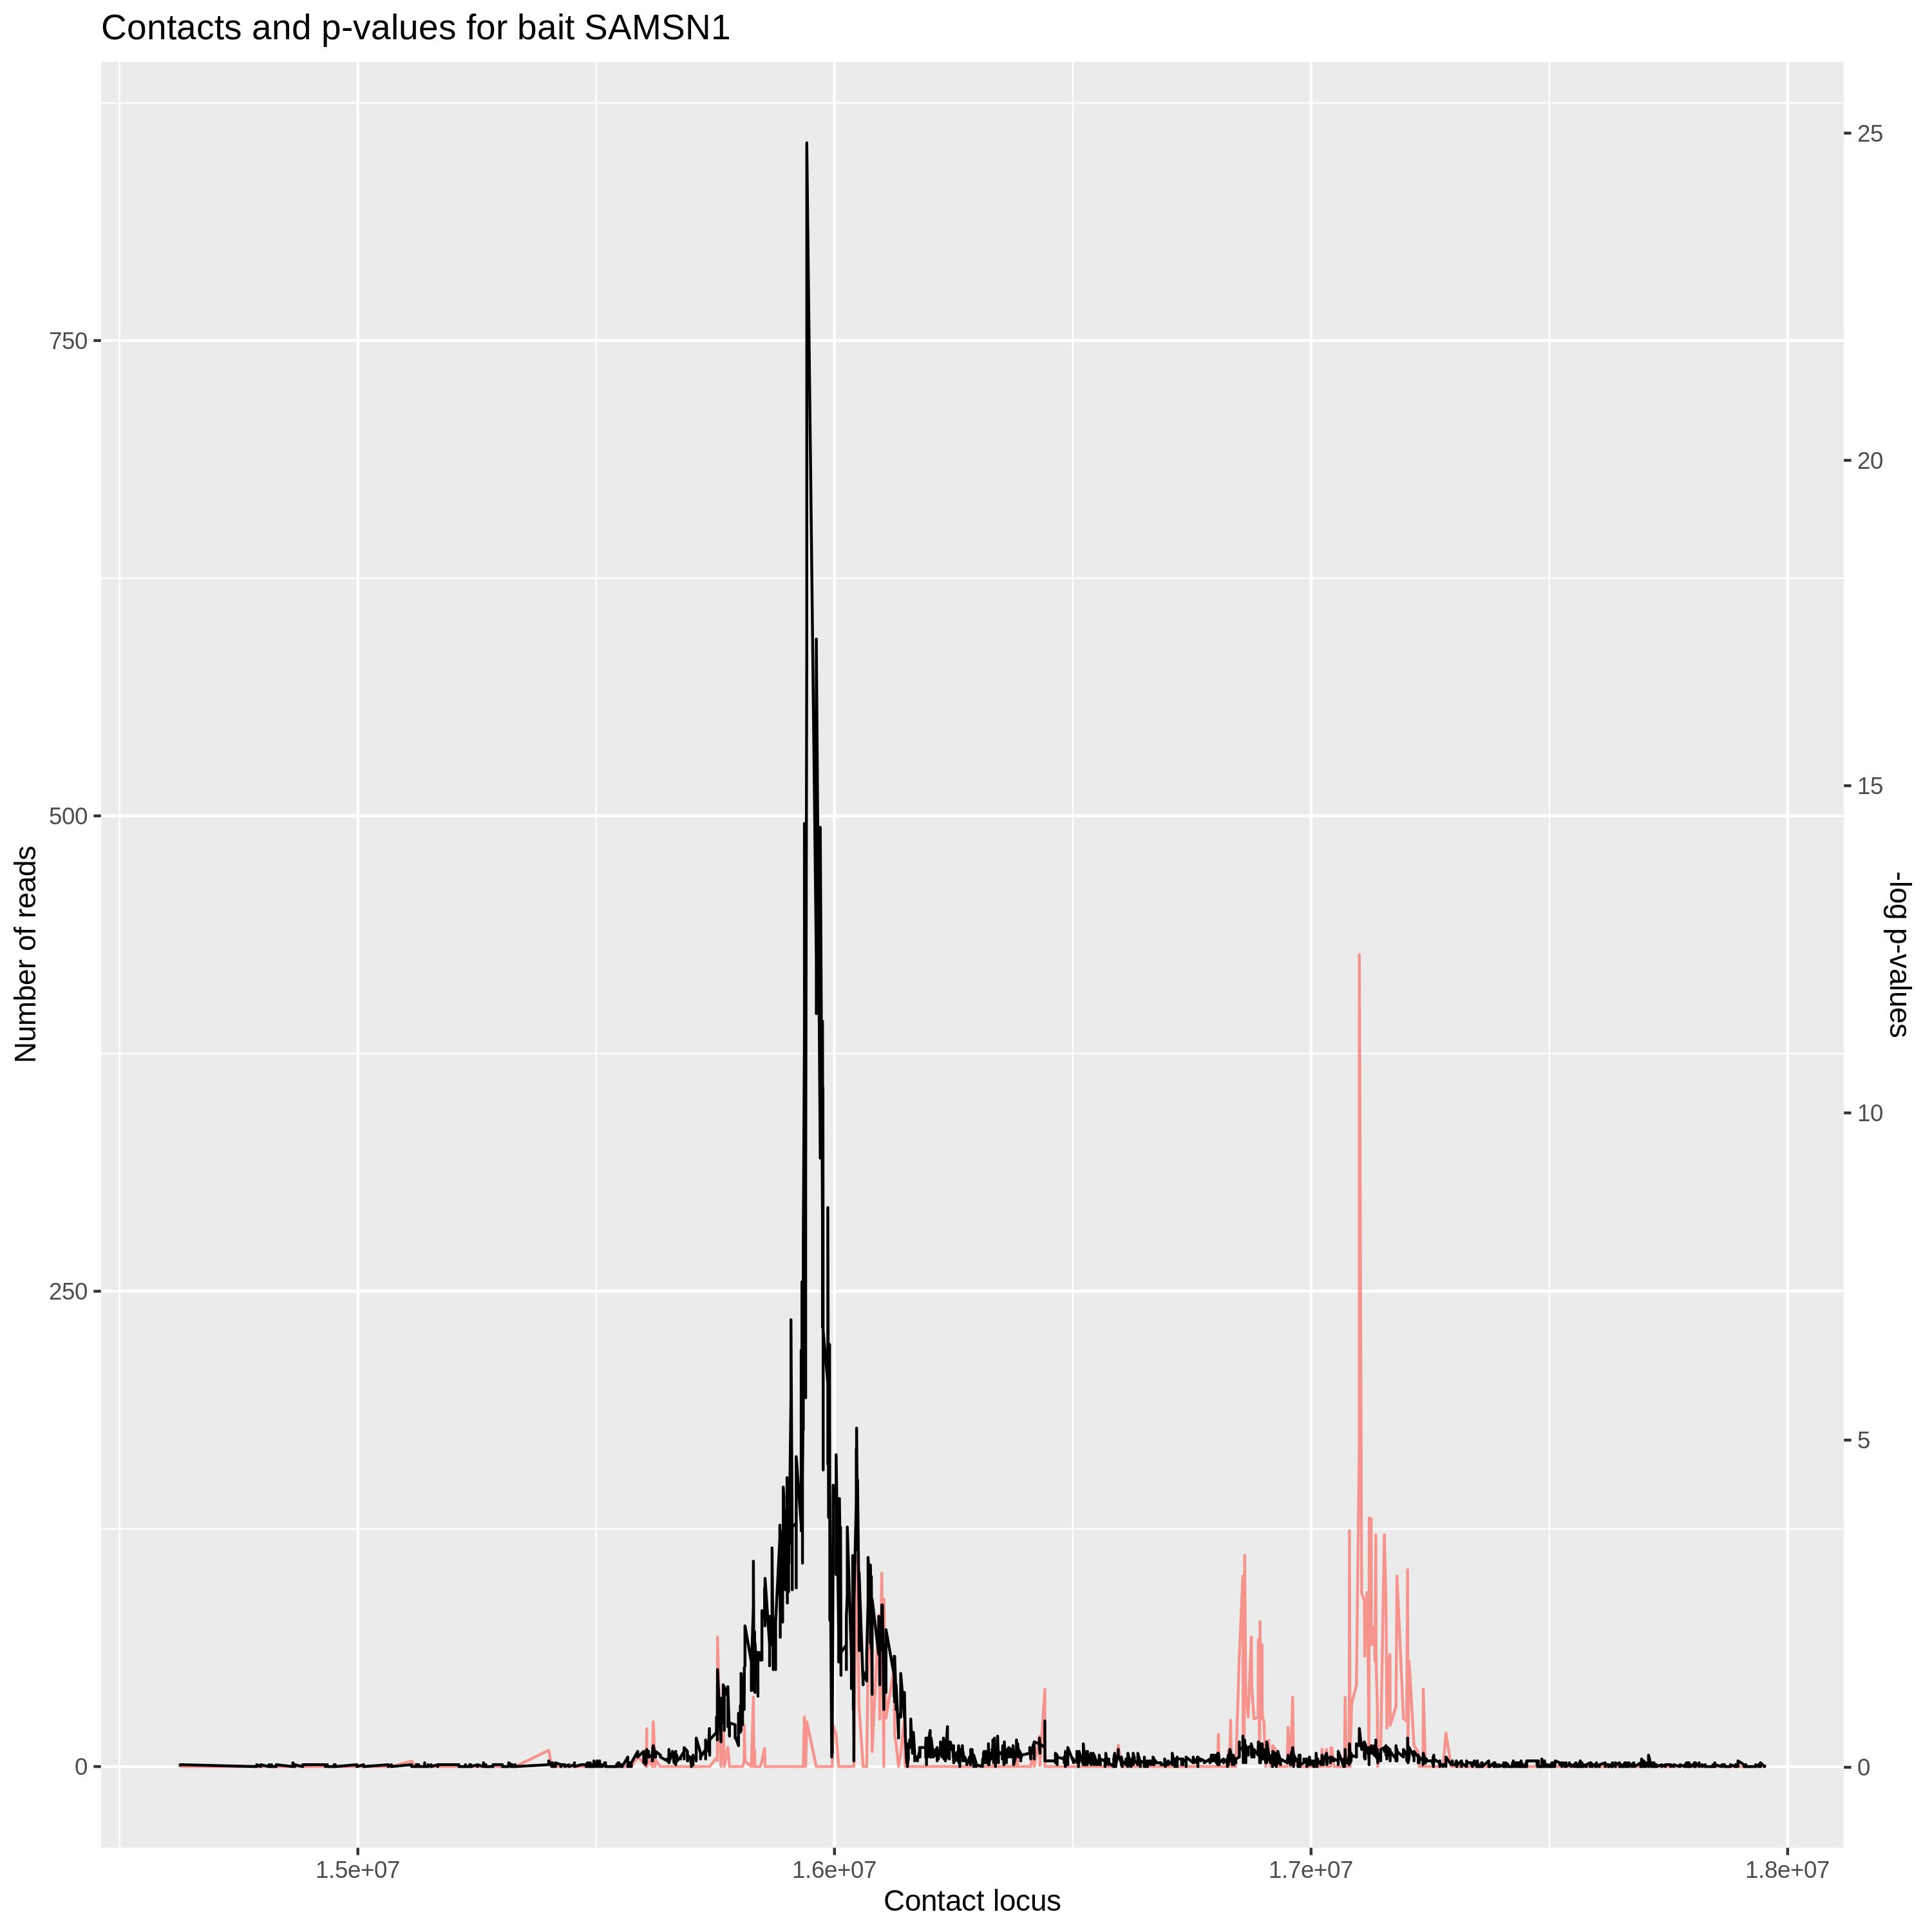 Contacts and p-values for bait SAMSN1
750
500
250
0
Number of reads
25
20
15
10
5
0
-log p-values
1.5e+07
1.6e+07
1.7e+07
1.8e+07
Contact locus